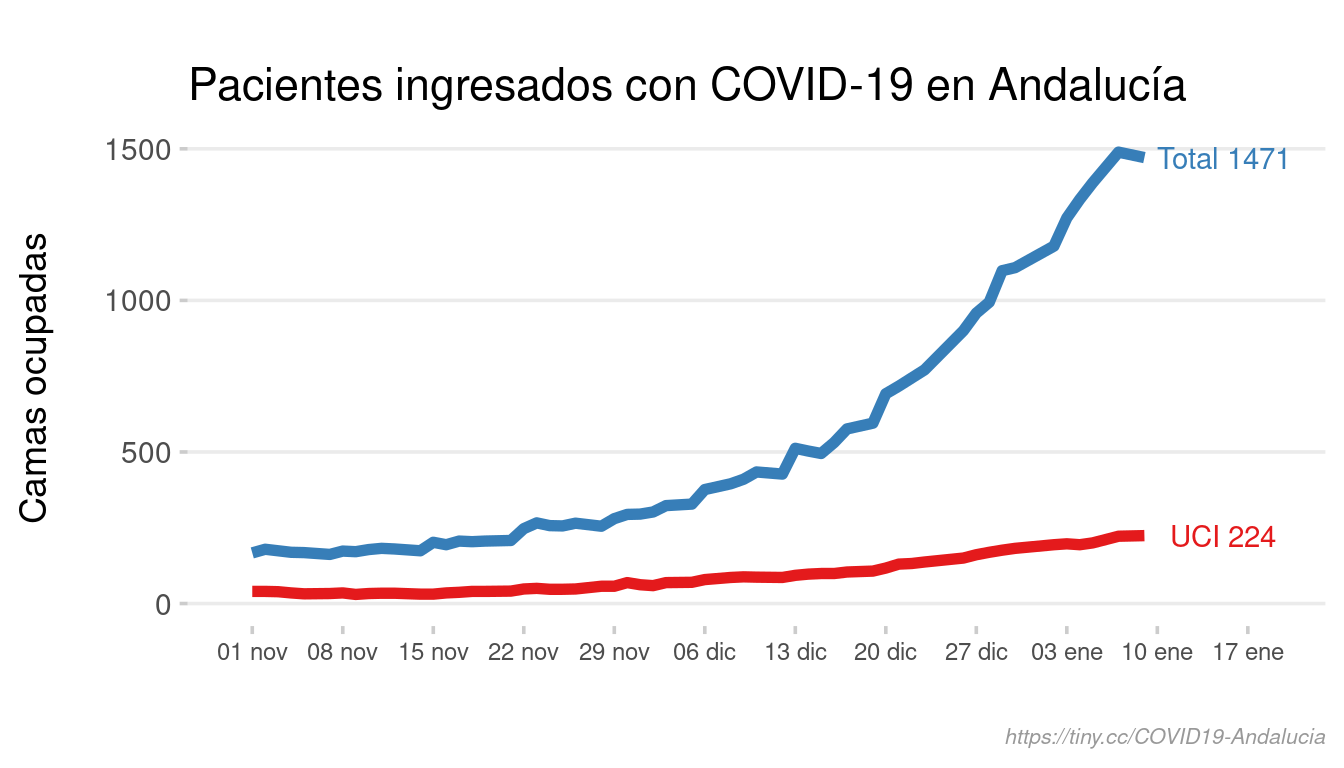 Pacientes ingresados con COVID-19 en Andalucía
Camas ocupadas
1500
1000
500
0
Total 1471
UCI 224
01 nov 08 nov 15 nov 22 nov 29 nov 06 dic 13 dic 20 dic 27 dic 03 ene 10 ene 17 ene
https://tiny.cc/COVID19-Andalucia